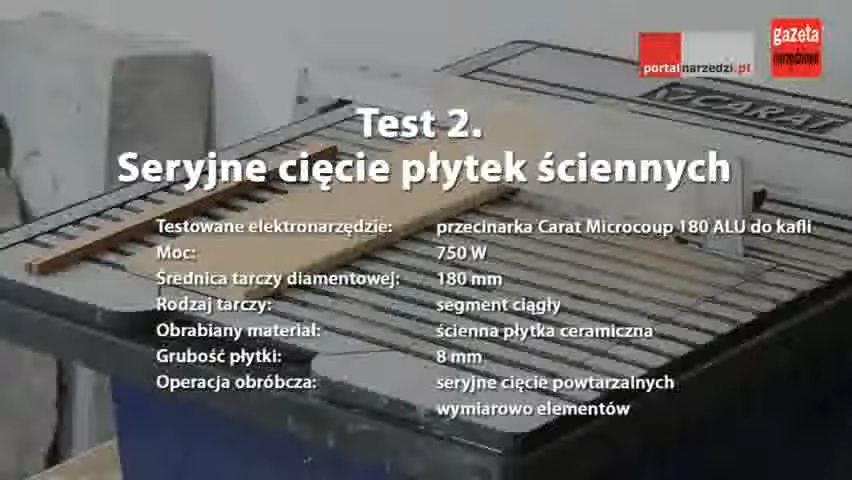 portalnarzedzi.pl
gazeta
narzędziowa
CARAT
Test 2.
Seryjne cięcie płytek ściennych
Testowane elektronarzędzie: przecinarka Carat Microcoup 180 ALU do kafli
Moc: 750 W
Średnica tarczy diamentowej: 180 mm
Rodzaj tarczy: segment ciągły
Obrabiany materiał: ścienna płytka ceramiczna
Grubość płytki: 8 mm
Operacja obróbcza: seryjne cięcie powtarzalnych
wymiarowo elementów